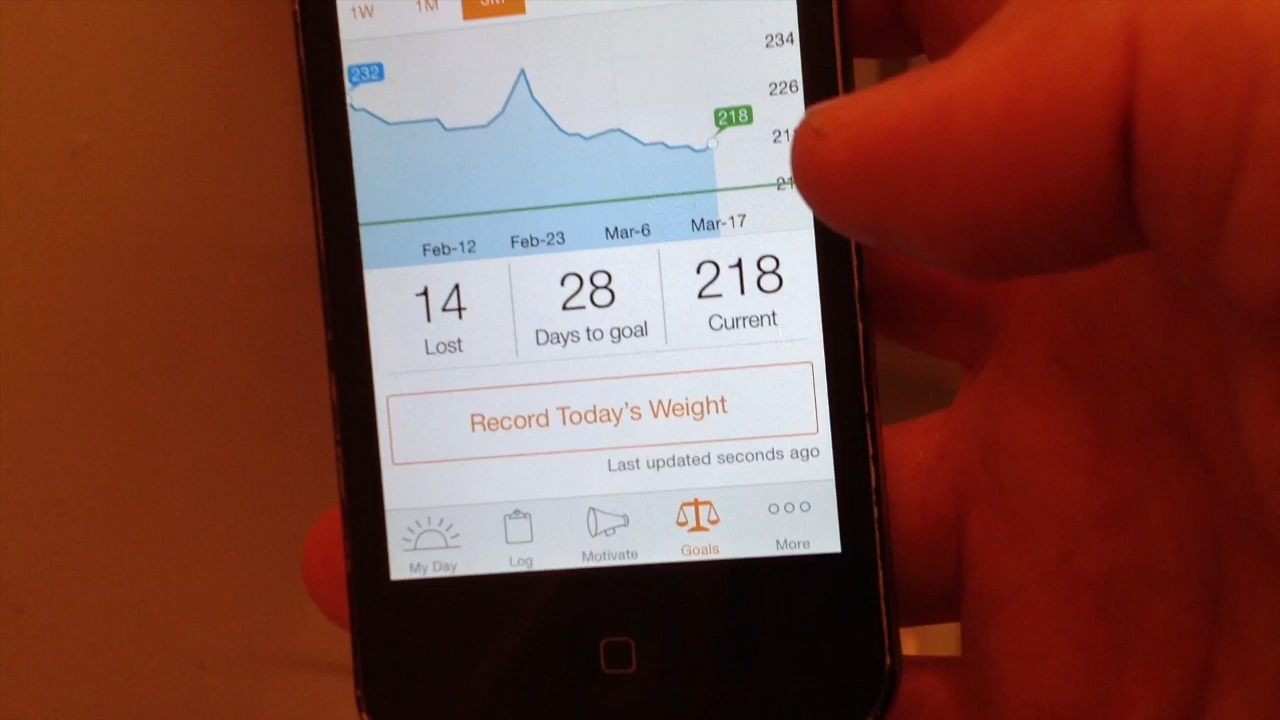 1W 1M
234
232
226
218
Feb-12 Feb-23 Mar-6 Mar-17
14 28 218
Lost Days to goal Current
Record Today's Weight
Last updated seconds ago
My Day Log Motivate Goals More